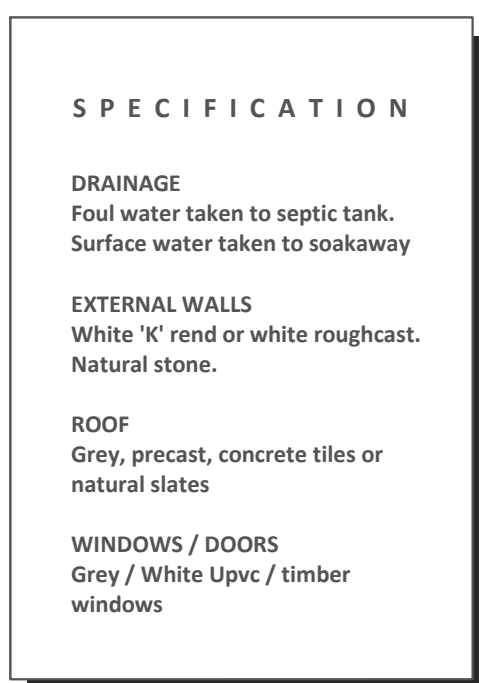 SPECIFICATION
DRAINAGE
Foul water taken to septic tank.
Surface water taken to soakaway
EXTERNAL WALLS
White 'K' rend or white roughcast.
Natural stone.
ROOF
Grey, precast, concrete tiles or
natural slates
WINDOWS / DOORS
Grey / White Upvc / timber
windows